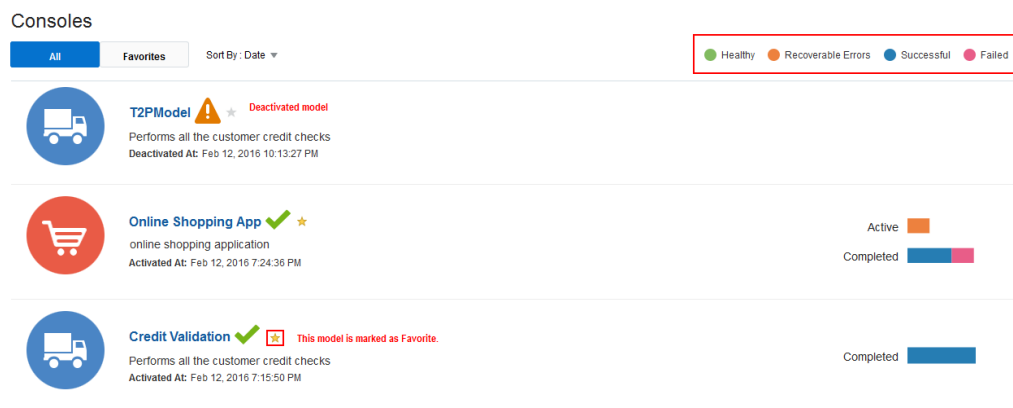 Consoles
All Favorites Sort By : Date
Healthy Recoverable Errors Successful Failed
T2PModel Deactivated model
Performs all the customer credit checks
Deactivated At: Feb 12, 2016 10:13:27 PM
Online Shopping App
online shopping application
Activated At: Feb 12, 2016 7:24:36 PM
Active
Completed
Credit Validation This model is marked as Favorite.
Performs all the customer credit checks
Activated At: Feb 12, 2016 7:15:50 PM
Completed